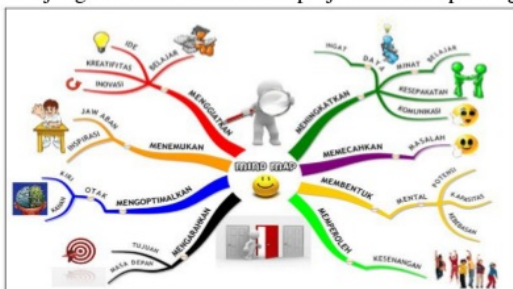 MIND MAP
MENGGIATKAN
IDE
KREATIFITAS
INOVASI
BELAJAR
MENEMUKAN
JAWABAN
INSPIRASI
MENGOPTIMALKAN
OTAK
KIRI
KANAN
MENGARAHKAN
TUJUAN
MASA DEPAN
MENINGKATKAN
DAYA
INGAT
MINAT
BELAJAR
KESEPAKATAN
KOMUNIKASI
MEMECAHKAN
MASALAH
MEMBENTUK
MENTAL
POTENSI
KAPASITAS
KEBEBASAN
MEMPEROLEH
KESENANGAN